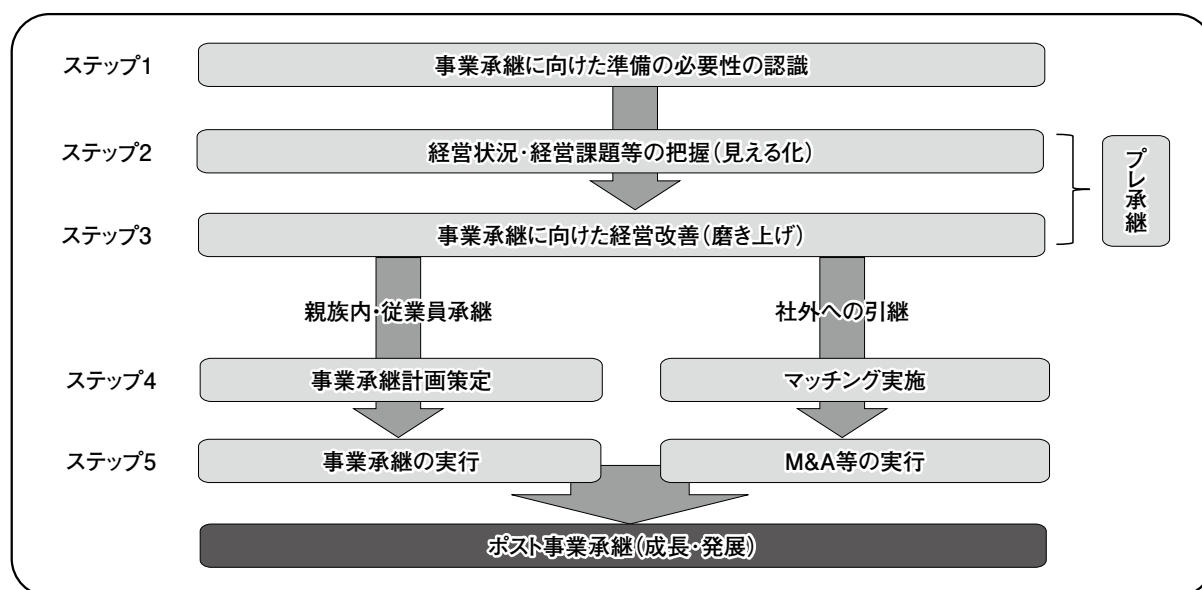 ステップ1
事業承継に向けた準備の必要性の認識
ステップ2
経営状況・経営課題等の把握(見える化)
プレ承継
ステップ3
事業承継に向けた経営改善(磨き上げ)
親族内・従業員承継
社外への引継
ステップ4
事業承継計画策定
マッチング実施
ステップ5
事業承継の実行
M&A等の実行
ポスト事業承継(成長・発展)